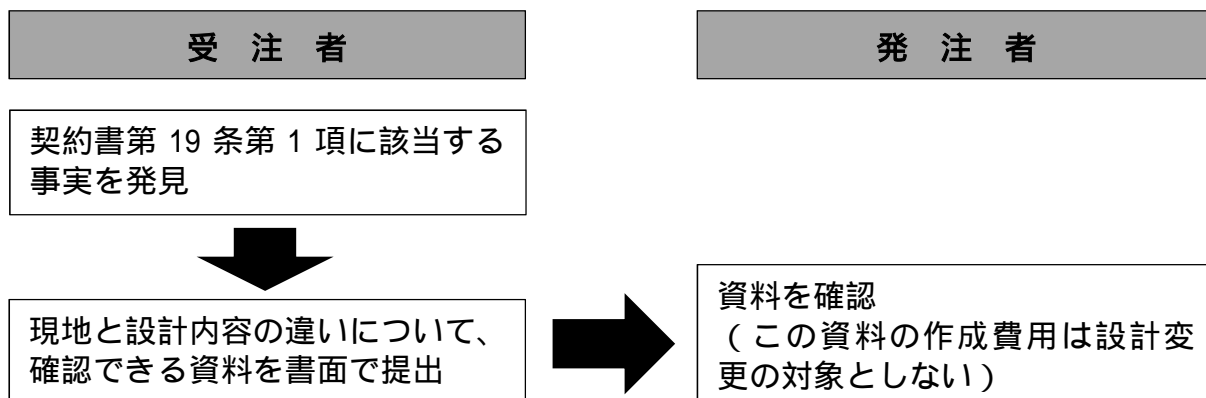 受 注 者
発 注 者
契約書第 19 条第 1 項に該当する
事実を発見
現地と設計内容の違いについて、
確認できる資料を書面で提出
資料を確認
(この資料の作成費用は設計変
更の対象としない)